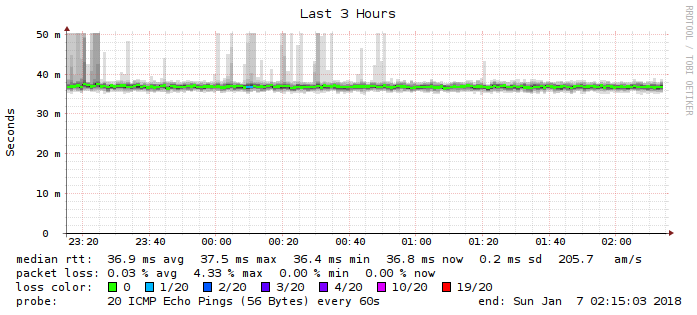 Last 3 Hours
RRDTOOL / TOBI OETIKER
Seconds
50 m
40 m
30 m
20 m
10 m
0
23:20 23:40 00:00 00:20 00:40 01:00 01:20 01:40 02:00
median rtt: 36.9 ms avg 37.5 ms max 36.4 ms min 36.8 ms now 0.2 ms sd 205.7 am/s
packet loss: 0.03 % avg 4.33 % max 0.00 % min 0.00 % now
loss color: 0 1/20 2/20 3/20 4/20 10/20 19/20
probe: 20 ICMP Echo Pings (56 Bytes) every 60s end: Sun Jan 7 02:15:03 2018